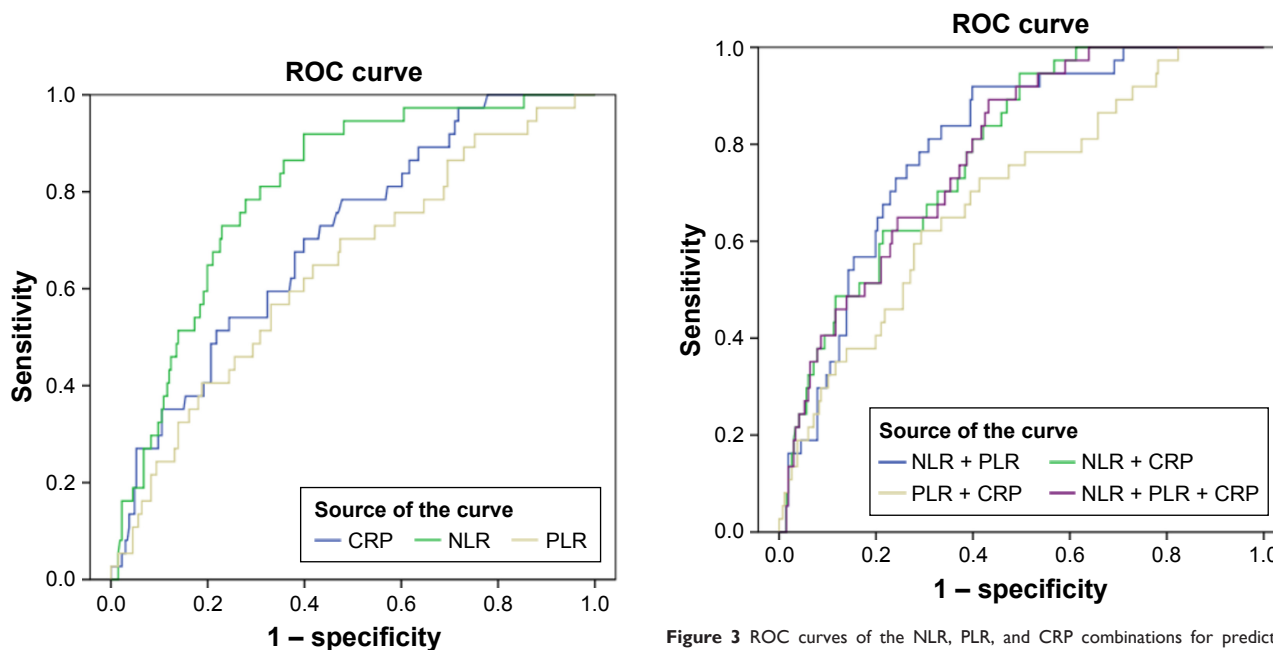 ROC curve
1.0
0.8
0.6
0.4
0.2
0.0
Sensitivity
Source of the curve
CRP NLR PLR
0.0 0.2 0.4 0.6 0.8 1.0
1 – specificity
ROC curve
1.0
0.8
0.6
0.4
0.2
0.0
Sensitivity
Source of the curve
NLR + PLR NLR + CRP
PLR + CRP NLR + PLR + CRP
0.0 0.2 0.4 0.6 0.8
1 – specificity
Figure 3 ROC curves of the NLR, PLR, and CRP combinations for predict